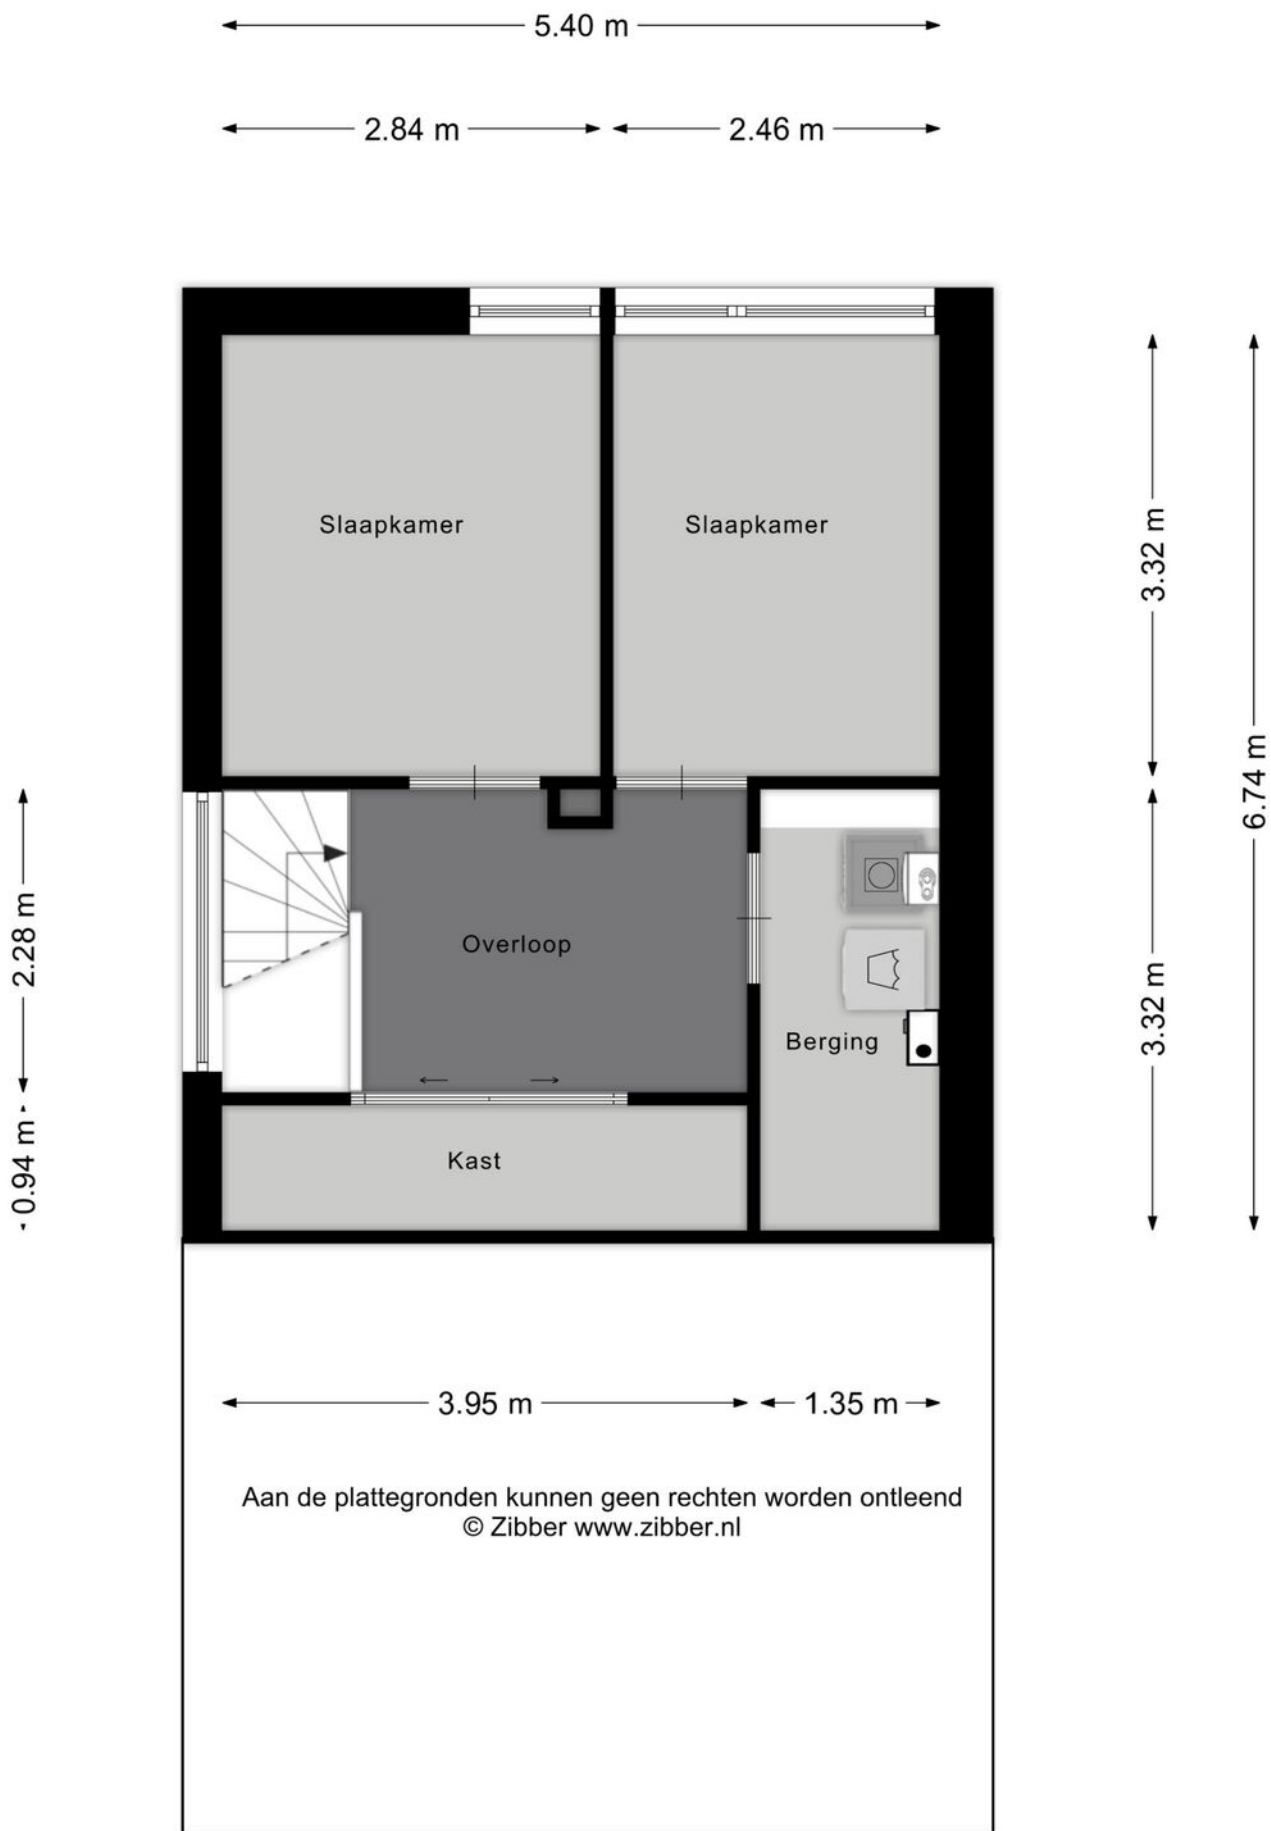 5.40 m
2.84 m
2.46 m
Slaapkamer
Slaapkamer
3.32 m
6.74 m
2.28 m
Overloop
3.32 m
Berging
0.94 m
Kast
3.95 m
1.35 m
Aan de plattegronden kunnen geen rechten worden ontleend
© Zibber www.zibber.nl